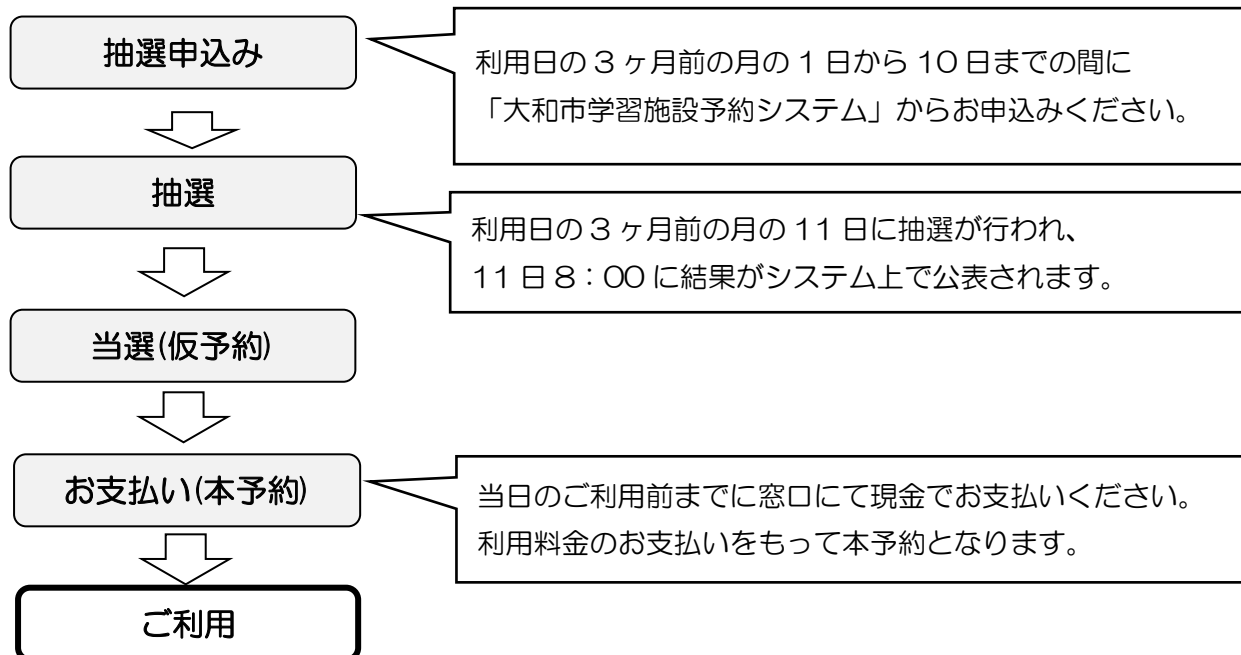 抽選申込み
利用日の3ヶ月前の月の1日から10日までの間に
「大和市学習施設予約システム」からお申込みください。
抽選
利用日の3ヶ月前の月の11日に抽選が行われ、
11日8：00に結果がシステム上で公表されます。
当選(仮予約)
お支払い(本予約)
当日のご利用前までに窓口にて現金でお支払いください。
利用料金のお支払いをもって本予約となります。
ご利用